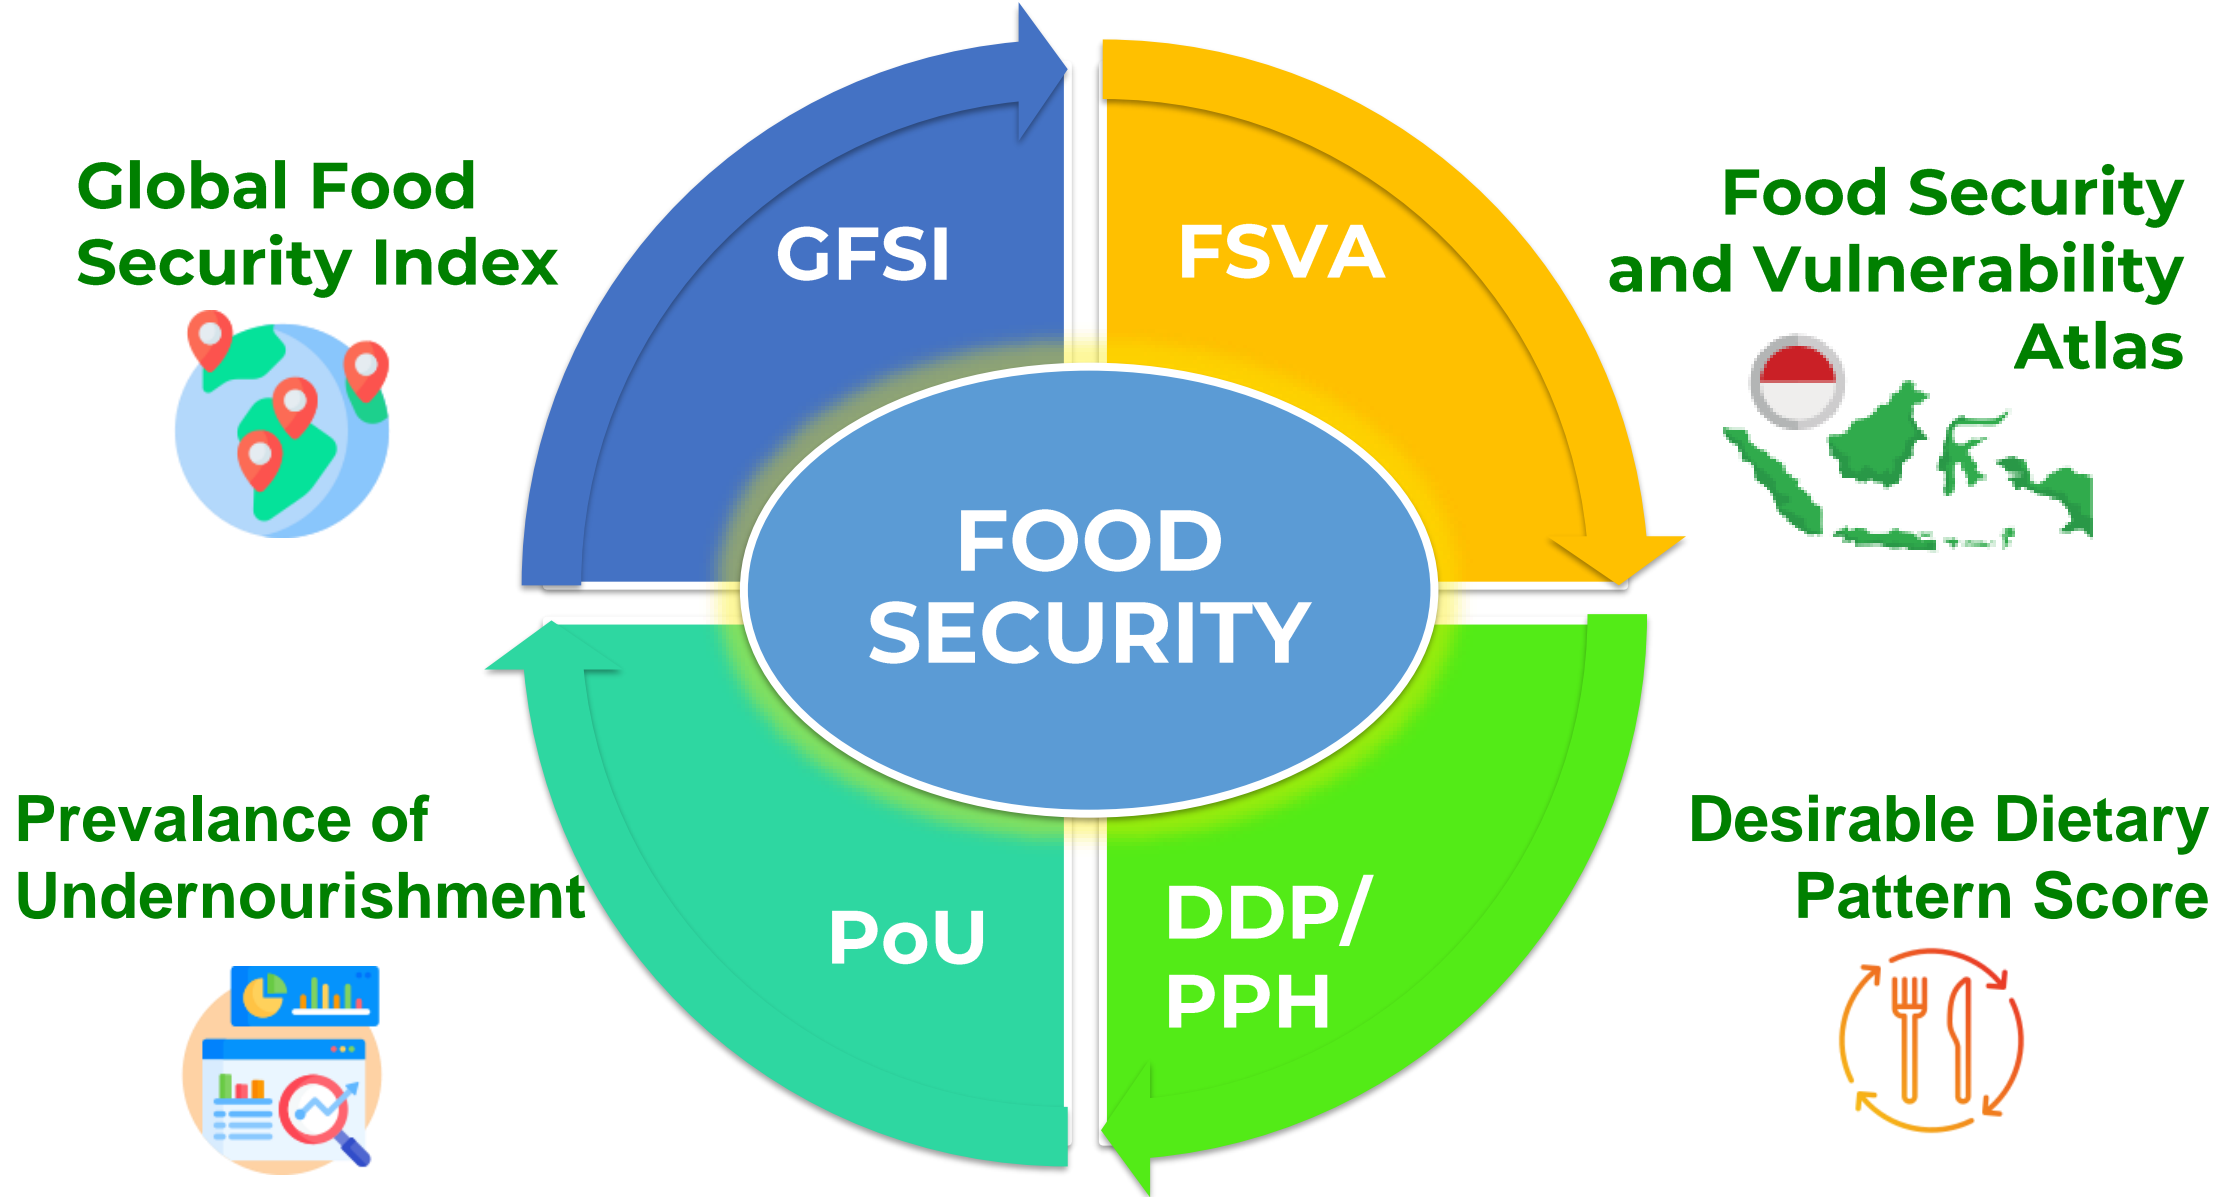 Global Food
Security Index
GFSI
FSVA
Food Security
and Vulnerability
Atlas
FOOD
SECURITY
Prevalance of
Undernourishment
PoU
DDP/
PPH
Desirable Dietary
Pattern Score